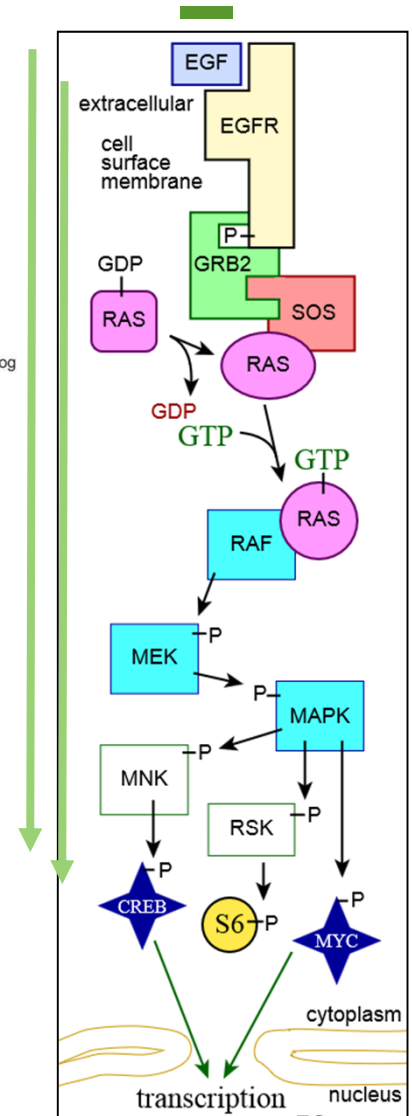 EGF
extracellular
EGFR
cell
surface
membrane
P
GRB2
GDP
SOS
RAS
RAS
og
GDP
GTP
GTP
RAS
RAF
P
MEK
P
MAPK
P
MNK
P
RSK
P
P
CREB
S6
P
MYC
cytoplasm
nucleus
transcription